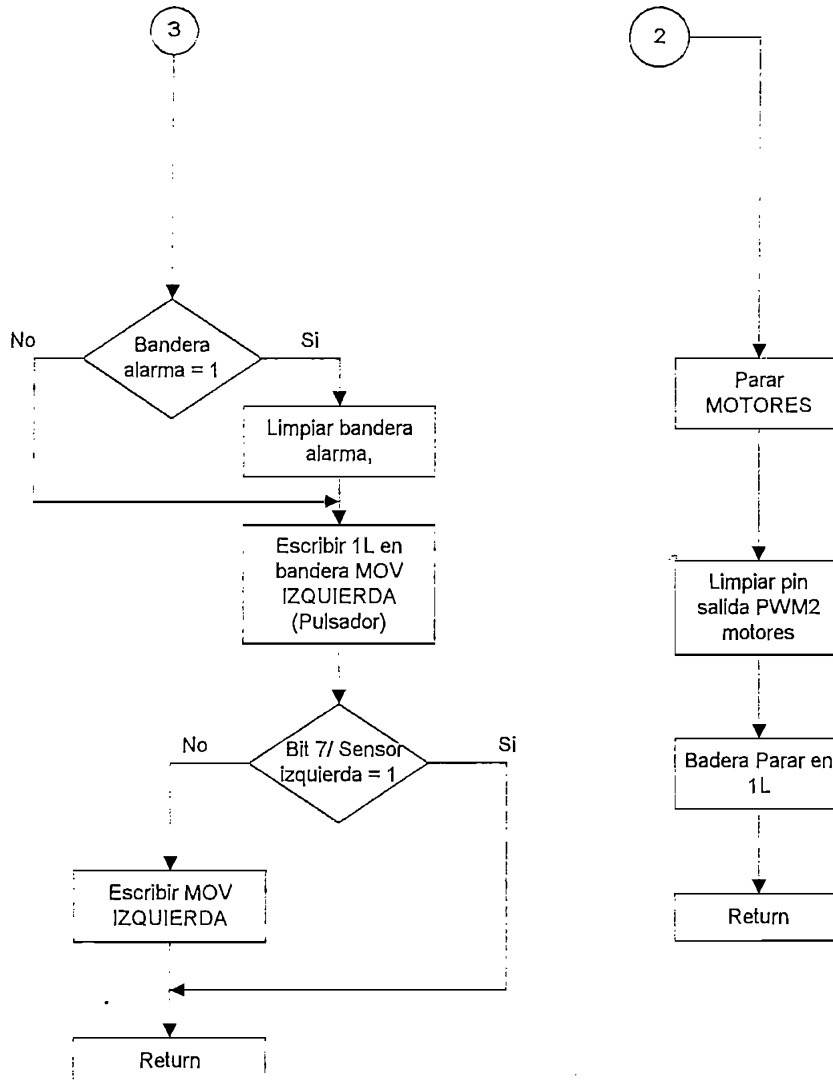 3
No
Bandera
alarma = 1
Si
Limpiar bandera
alarma,
Escribir 1L en
bandera MOV
IZQUIERDA
(Pulsador)
No
Bit 7/ Sensor
izquierda = 1
Si
Escribir MOV
IZQUIERDA
Return
2
Parar
MOTORES
Limpiar pin
salida PWM2
motores
Badera Parar en
1L
Return